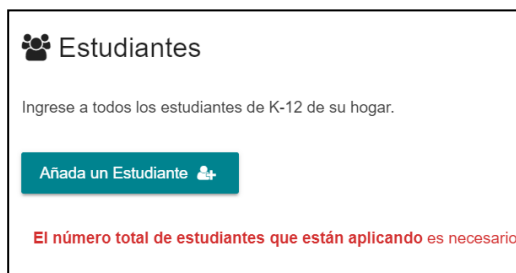 Estudiantes
Ingrese a todos los estudiantes de K-12 de su hogar.
Añada un Estudiante
El número total de estudiantes que están aplicando es necesario